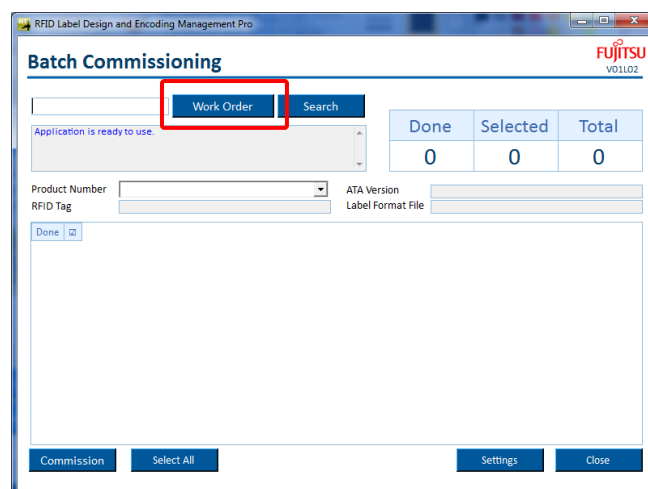 RFID Label Design and Encoding Management Pro
Batch Commissioning
FUJITSU
V01L02
Work Order
Search
Application is ready to use.
Done Selected Total
0 0 0
Product Number
ATA Version
RFID Tag
Label Format File
Done
Commission
Select All
Settings
Close